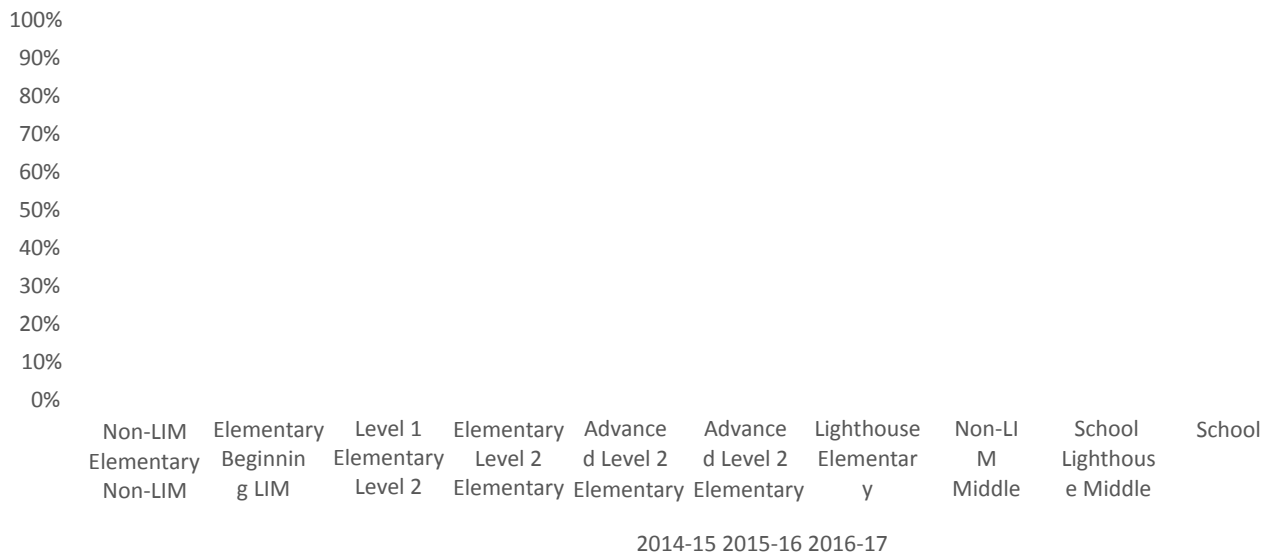 100%
90%
80%
70%
60%
50%
40%
30%
20%
10%
0%
Non-LIM
Elementary
Non-LIM
Elementary
Beginnin
g LIM
Level 1
Elementary
Level 2
Elementary
Level 2
Elementary
Advance
d Level 2
Elementary
Advance
d Level 2
Elementary
Lighthouse
Elementar
y
Non-LI
M
Middle
School
Lighthous
e Middle
School
2014-15 2015-16 2016-17